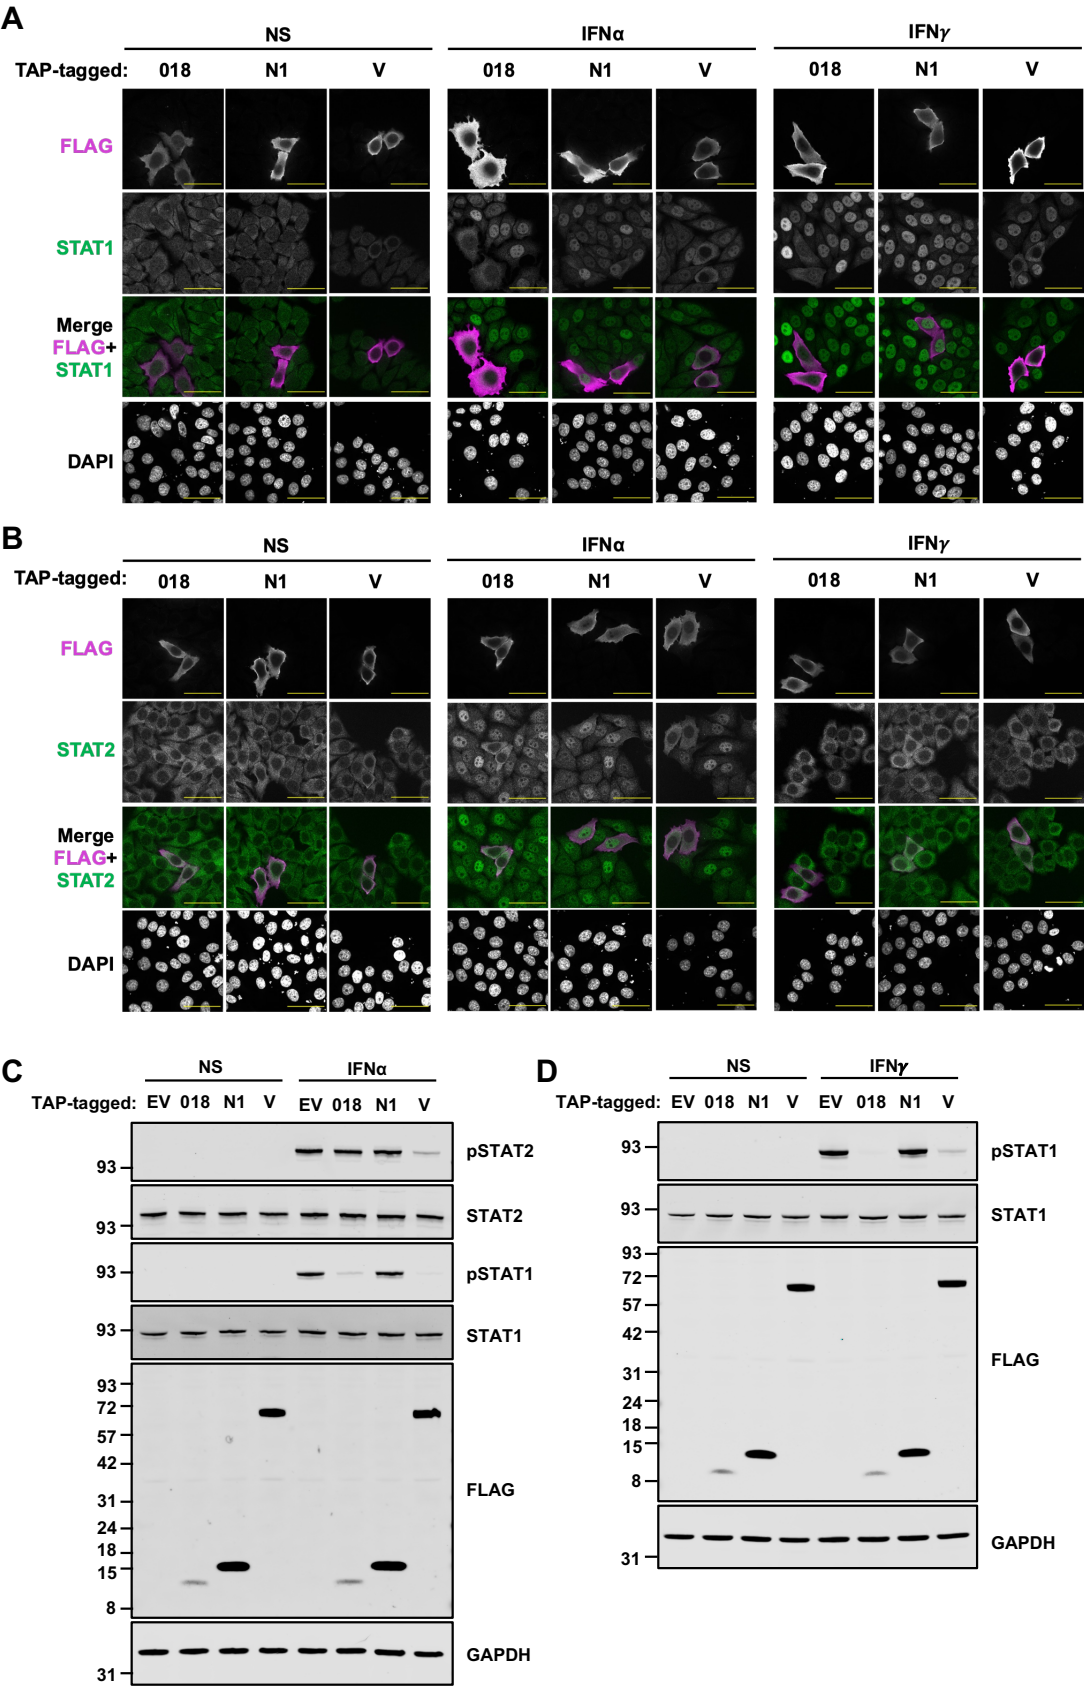 A
NS IFNα IFNγ
TAP-tagged: 018 N1 V 018 N1 V 018 N1 V
FLAG
STAT1
Merge
FLAG+
STAT1
DAPI
B
NS IFNα IFNγ
TAP-tagged: 018 N1 V 018 N1 V 018 N1 V
FLAG
STAT2
Merge
FLAG+
STAT2
DAPI
C
NS IFNα
TAP-tagged: EV 018 N1 V EV 018 N1 V
93 pSTAT2
93 STAT2
93 pSTAT1
93 STAT1
93
72
57
42
FLAG
31
24
18
15
8
GAPDH
31
D
NS IFNγ
TAP-tagged: EV 018 N1 V EV 018 N1 V
93 pSTAT1
93 STAT1
93
72
57
42
FLAG
31
24
18
15
8
GAPDH
31